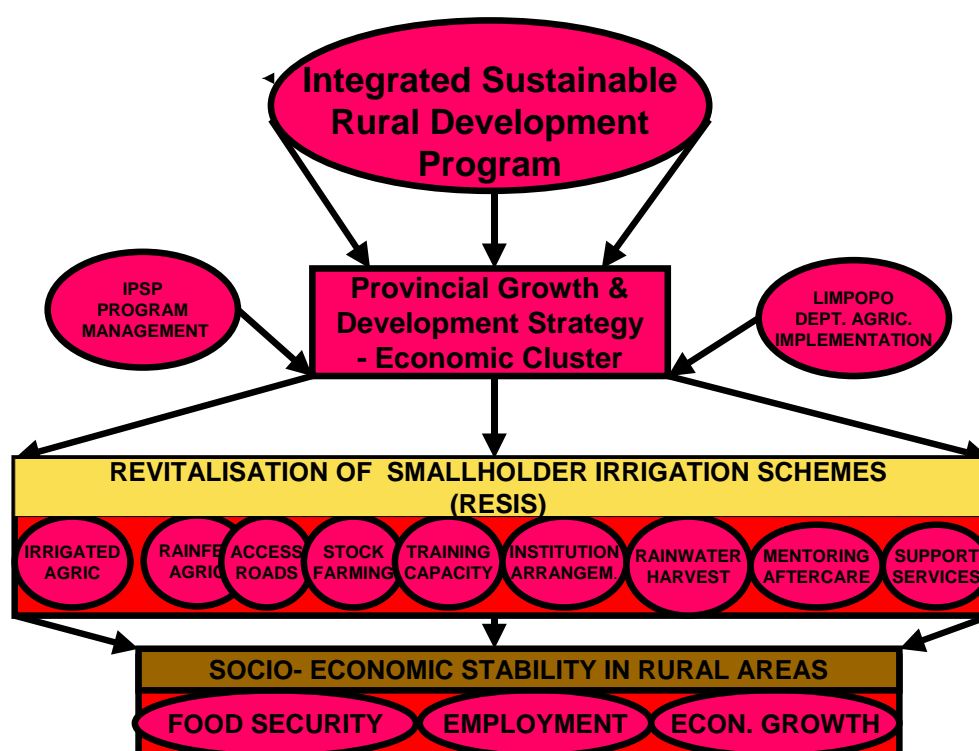 Integrated Sustainable
Rural Development
Program
IPSP
PROGRAM
MANAGEMENT
Provincial Growth &
Development Strategy
- Economic Cluster
LIMPOPO
DEPT. AGRIC.
IMPLEMENTATION
REVITALISATION OF SMALLHOLDER IRRIGATION SCHEMES
(RESIS)
IRRIGATED
AGRIC
RAINFE
AGRIC
ACCESS
ROADS
STOCK
FARMING
TRAINING
CAPACITY
INSTITUTION
ARRANGEM.
RAINWATER
HARVEST
MENTORING
AFTERCARE
SUPPORT
SERVICES
SOCIO- ECONOMIC STABILITY IN RURAL AREAS
FOOD SECURITY
EMPLOYMENT
ECON. GROWTH